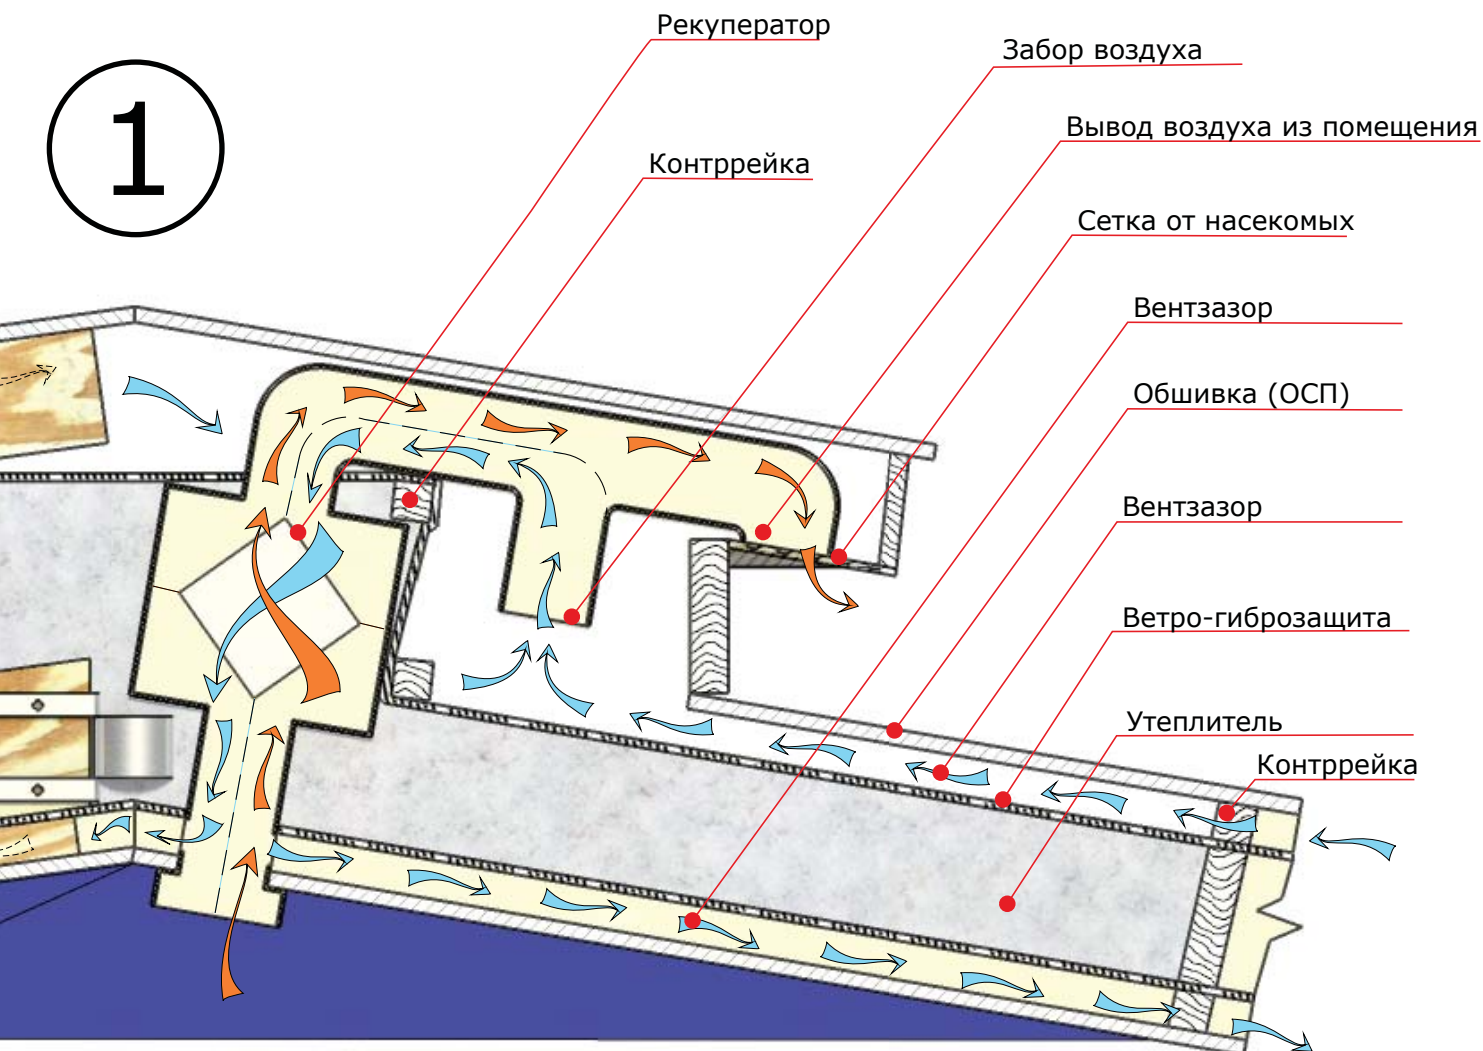 1
Рекуператор
Забор воздуха
Вывод воздуха из помещения
Контррейка
Сетка от насекомых
Вентзазор
Обшивка (ОСП)
Вентзазор
Ветро-гиброзащита
Утеплитель
Контррейка